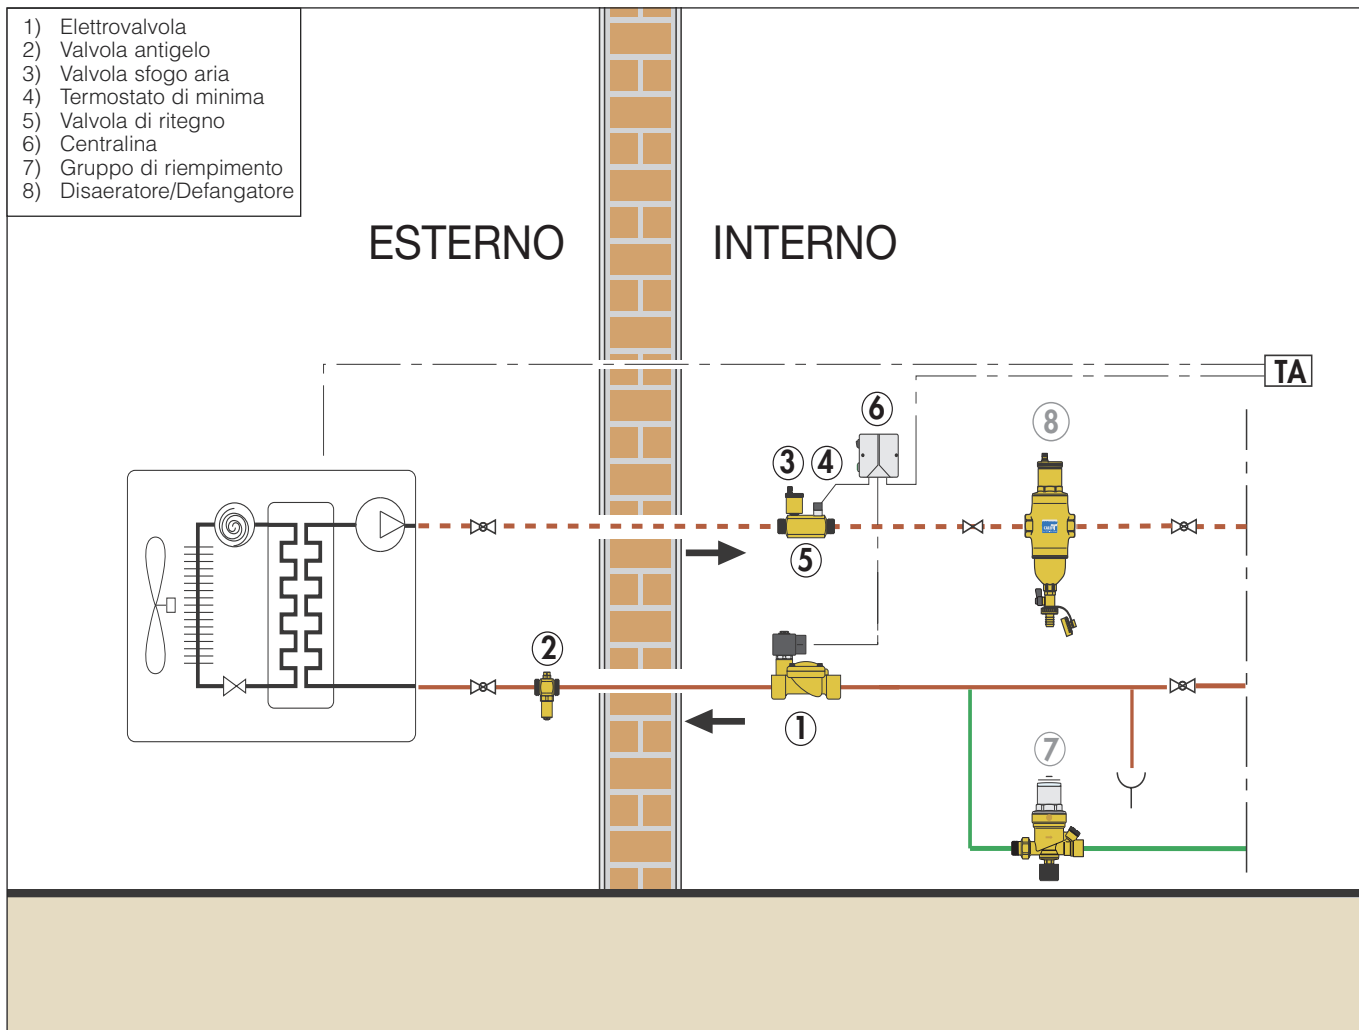 1) Elettrovalvola
2) Valvola antigelo
3) Valvola sfogo aria
4) Termostato di minima
5) Valvola di ritegno
6) Centralina
7) Gruppo di riempimento
8) Disaeratore/Defangatore
ESTERNO INTERNO
TA
6
8
3 4
5
2
1
7